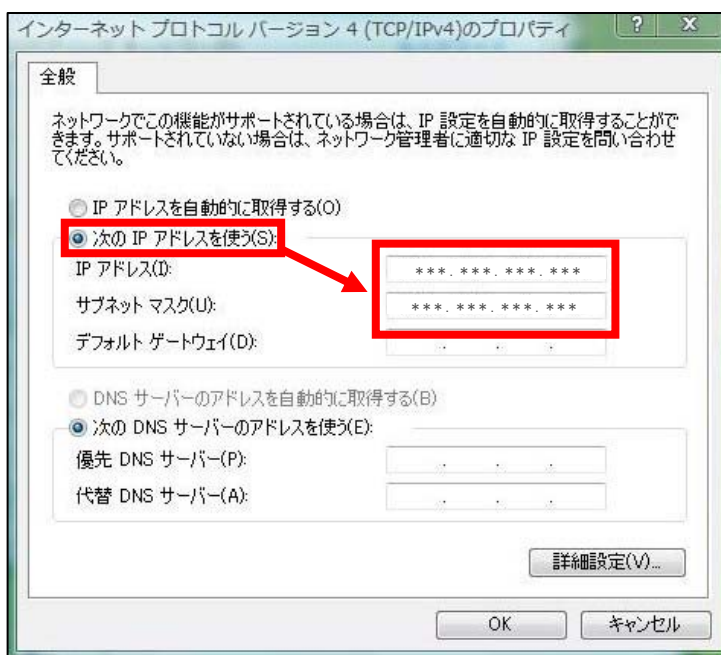 インターネット プロトコル バージョン 4 (TCP/IPv4)のプロパティ
? X
全般
ネットワークでこの機能がサポートされている場合は、IP 設定を自動的に取得することがで
きます。サポートされていない場合は、ネットワーク管理者に適切な IP 設定を問い合わせ
てください。
IP アドレスを自動的に取得する(O)
次の IP アドレスを使う(S):
IP アドレス(I): ***.***.***.***
サブネット マスク(U): ***.***.***.***
デフォルト ゲートウェイ(D): . . .
DNS サーバーのアドレスを自動的に取得する(B)
次の DNS サーバーのアドレスを使う(E):
優先 DNS サーバー(P): . . .
代替 DNS サーバー(A): . . .
詳細設定(V)...
OK キャンセル